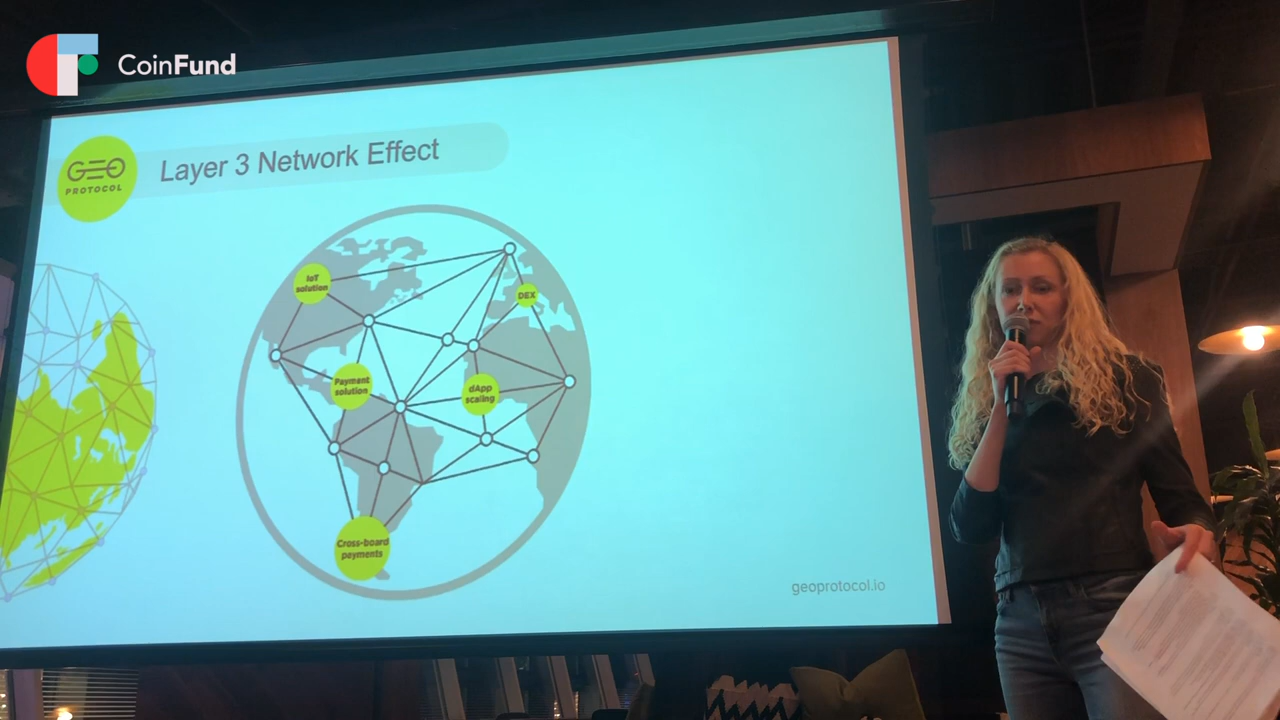 CoinFund
GEO
PROTOCOL
Layer 3 Network Effect
IoT
solution
DEX
Payment
solution
dApp
scaling
Cross-board
payments
geoprotocol.io